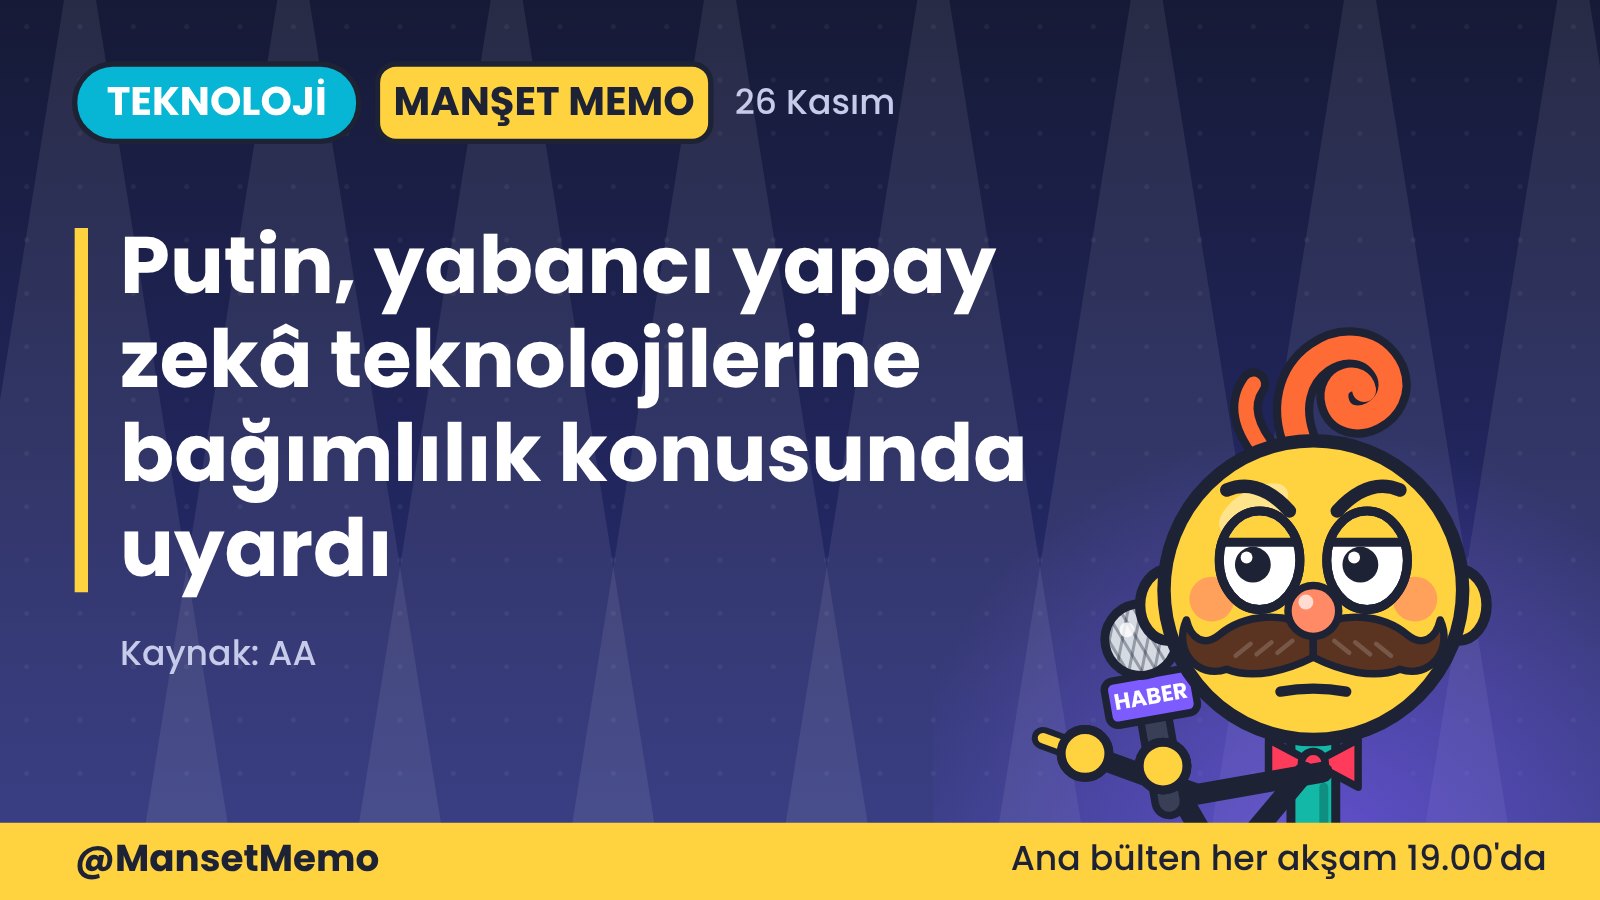 TEKNOLOJİ
MANŞET MEMO
26 Kasım
Putin, yabancı yapay
zekâ teknolojilerine
bağımlılık konusunda
uyardı
Kaynak: AA
HABER
@MansetMemo
Ana bülten her akşam 19.00'da